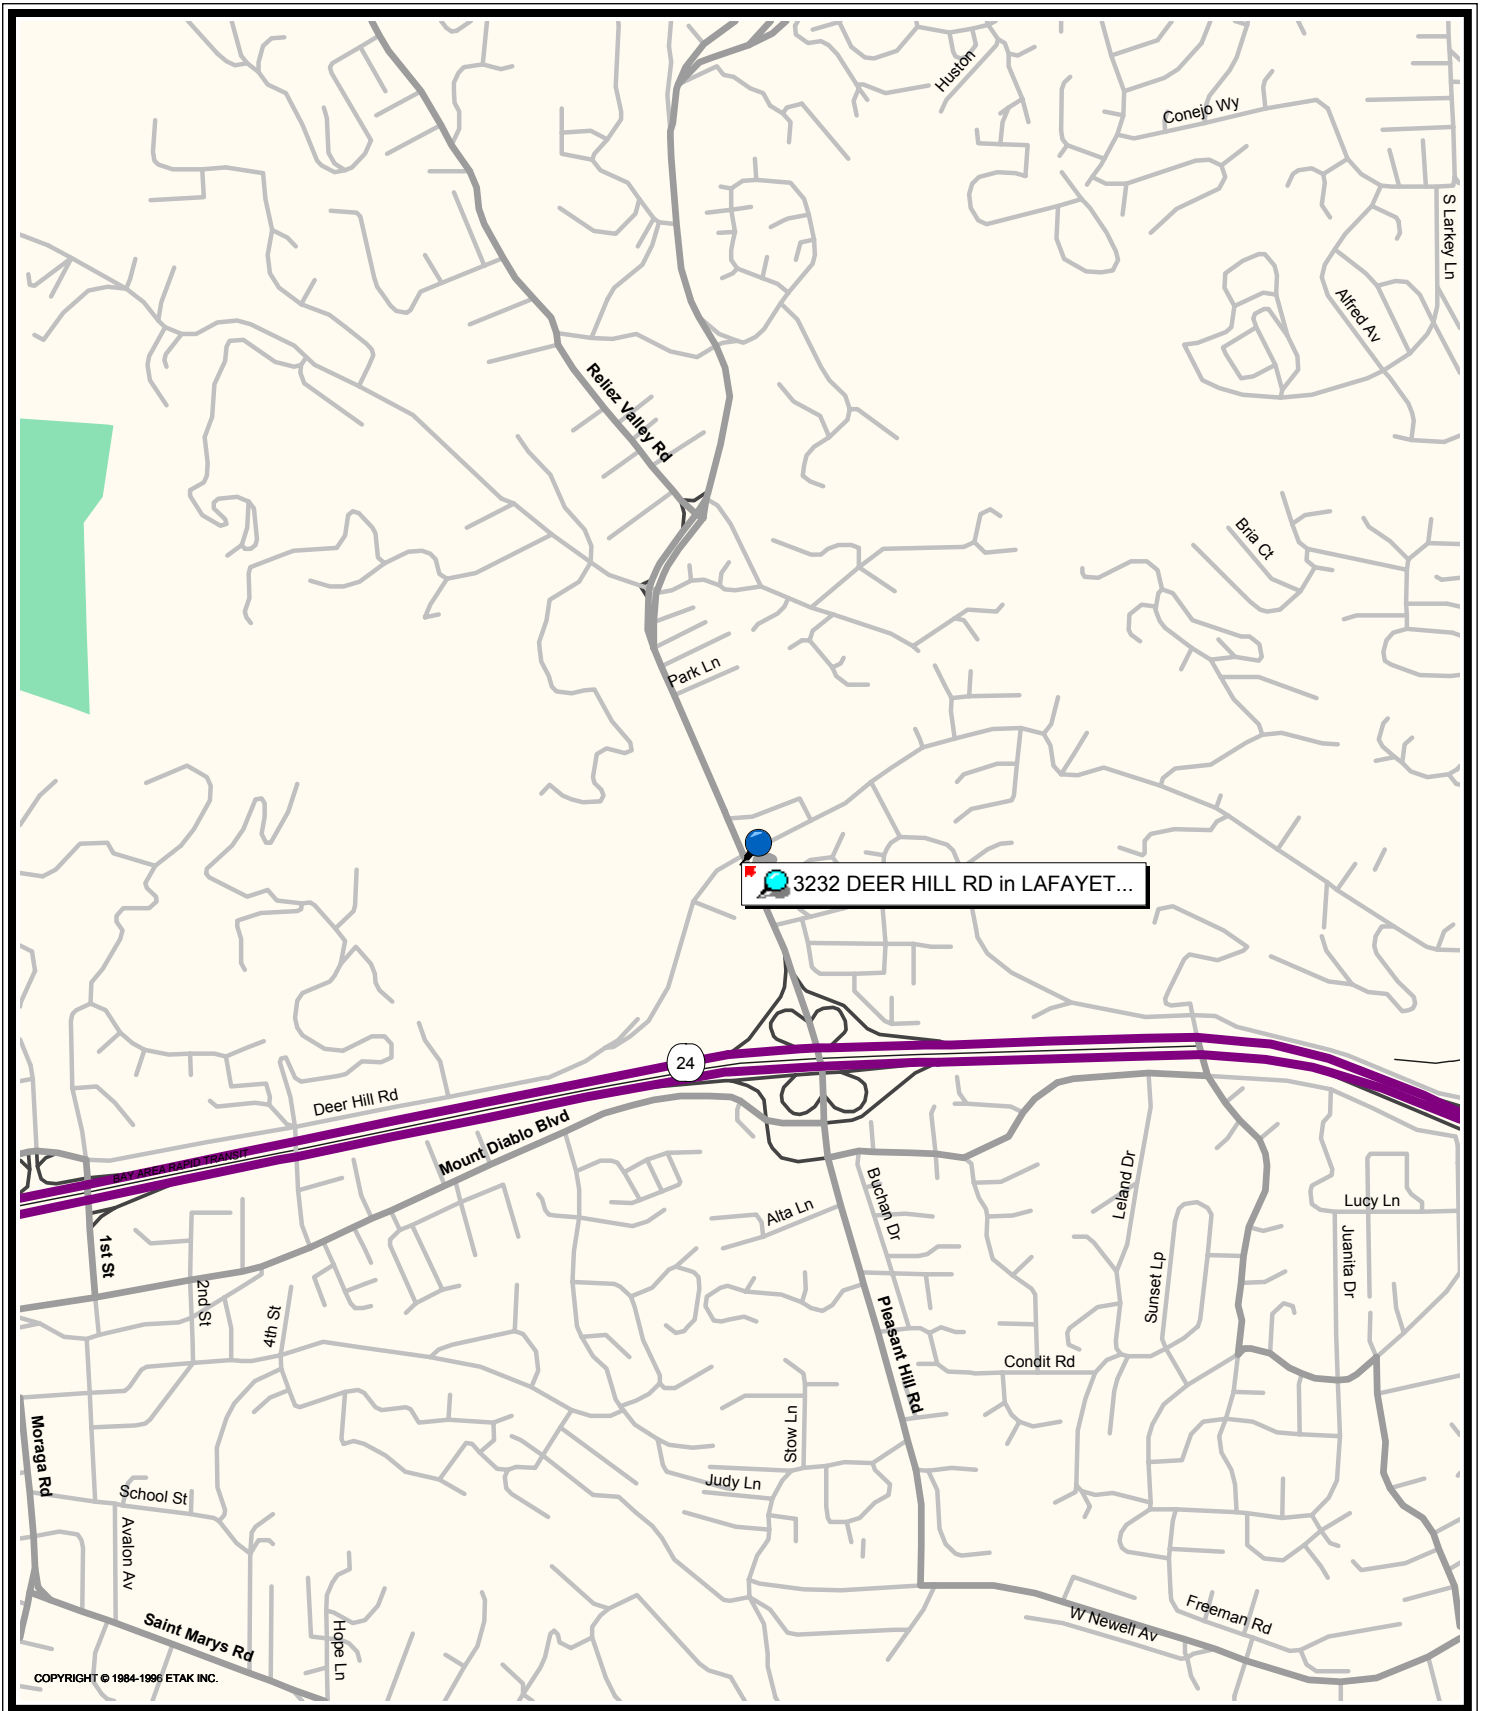 Huston
Conejo Wy
S Larkey Ln
Alfred Av
Reliez Valley Rd
Bria Ct
Park Ln
3232 DEER HILL RD in LAFAYET...
24
Deer Hill Rd
Mount Diablo Blvd
BAY AREA RAPID TRANSIT
Buchan Dr
Leland Dr
Lucy Ln
Alta Ln
1st St
Juanita Dr
2nd St
Sunset Lp
4th St
Pleasant Hill Rd
Condit Rd
Moraga Rd
Stow Ln
Judy Ln
School St
Avalon Av
Saint Marys Rd
Hope Ln
W Newell Av
Freeman Rd
COPYRIGHT © 1984-1996 ETAK INC.